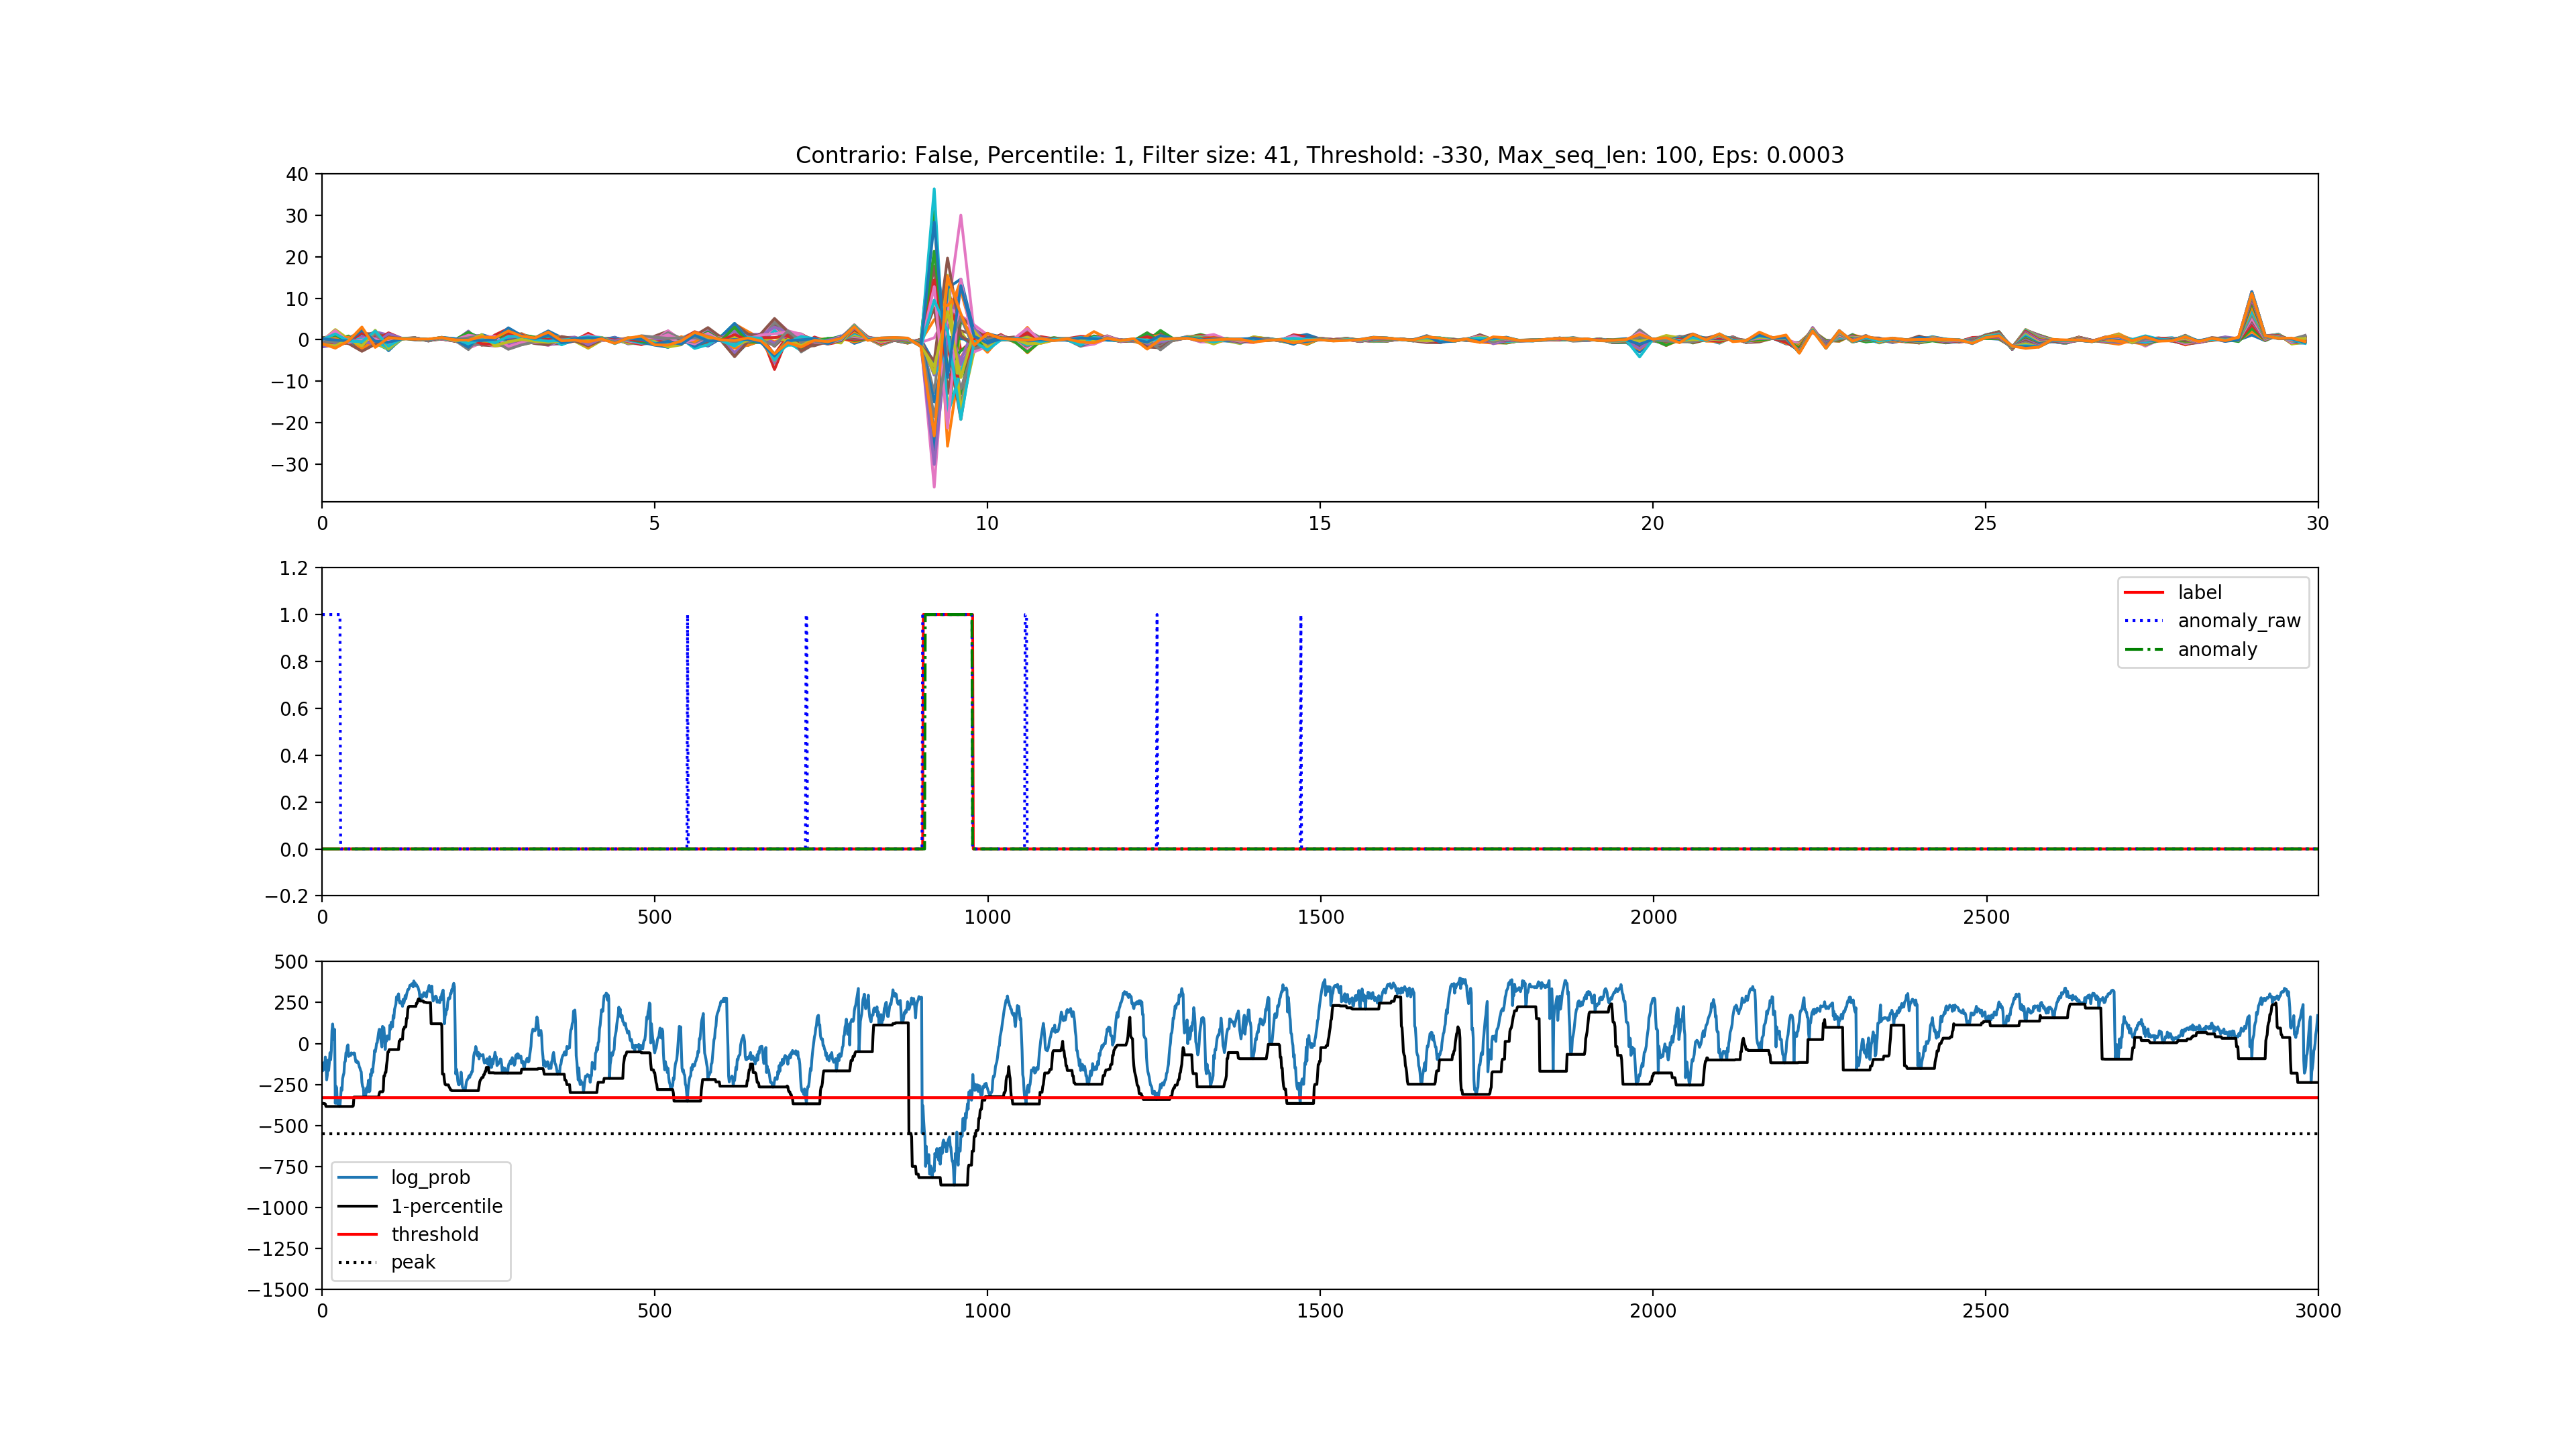 Contrario: False, Percentile: 1, Filter size: 41, Threshold: -330, Max_seq_len: 100, Eps: 0.0003
40
30
20
10
0
−10
−20
−30
0 5 10 15 20 25 30
1.2
1.0
0.8
0.6
0.4
0.2
0.0
−0.2
label
anomaly_raw
anomaly
0 500 1000 1500 2000 2500
500
250
0
−250
−500
−750
−1000
−1250
−1500
log_prob
1-percentile
threshold
peak
0 500 1000 1500 2000 2500 3000